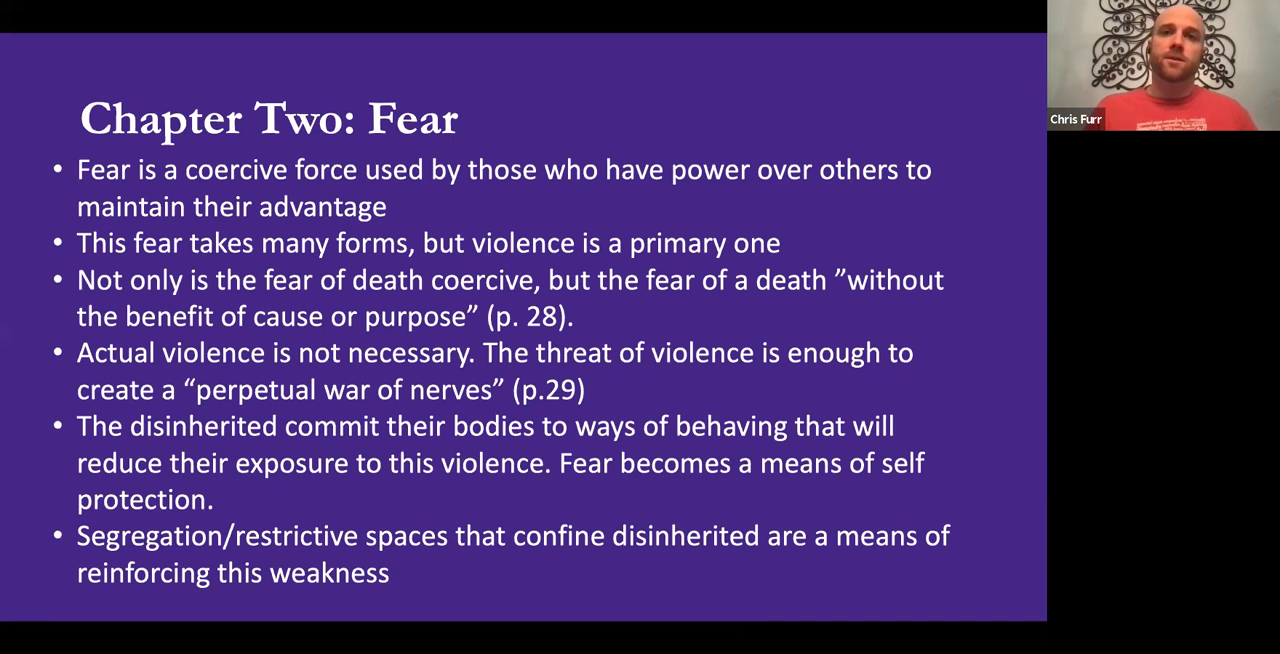 Chapter Two: Fear
• Fear is a coercive force used by those who have power over others to
maintain their advantage
• This fear takes many forms, but violence is a primary one
• Not only is the fear of death coercive, but the fear of a death ”without
the benefit of cause or purpose” (p. 28).
• Actual violence is not necessary. The threat of violence is enough to
create a “perpetual war of nerves” (p.29)
• The disinherited commit their bodies to ways of behaving that will
reduce their exposure to this violence. Fear becomes a means of self
protection.
• Segregation/restrictive spaces that confine disinherited are a means of
reinforcing this weakness
Chris Furr